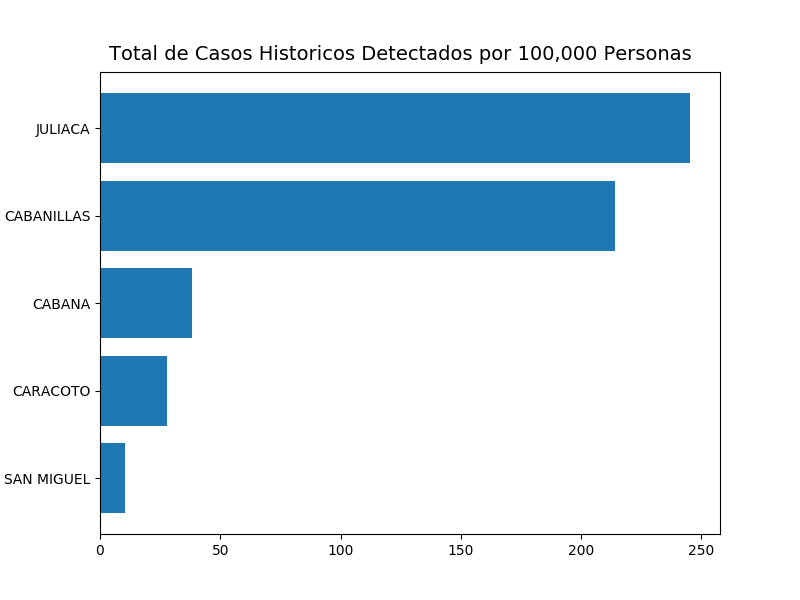 Total de Casos Historicos Detectados por 100,000 Personas
JULIACA
CABANILLAS
CABANA
CARACOTO
SAN MIGUEL
0 50 100 150 200 250